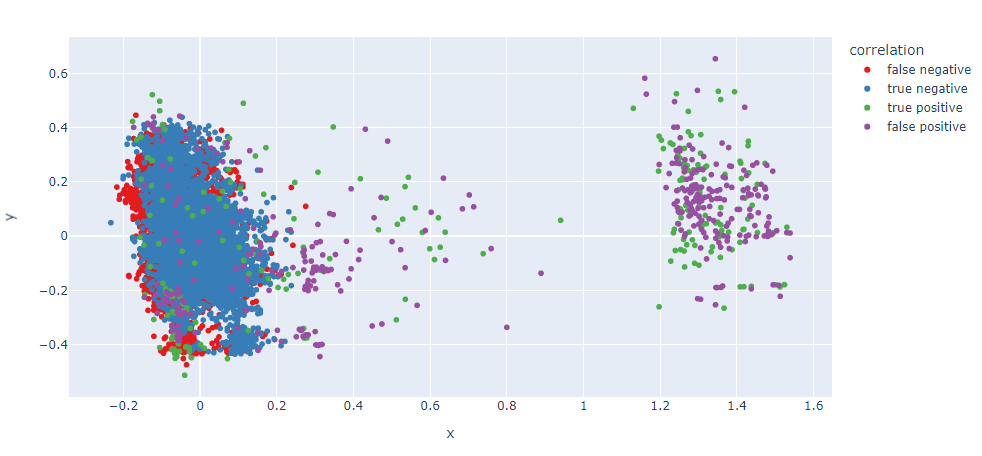 correlation
false negative
true negative
true positive
false positive
0.6
0.4
0.2
0
−0.2
−0.4
y
−0.2
0
0.2
0.4
0.6
0.8
1
1.2
1.4
1.6
x